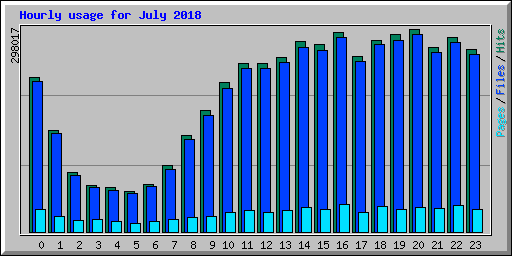 Hourly usage for July 2018
298017
Pages/Files/Hits
0 1 2 3 4 5 6 7 8 9 10 11 12 13 14 15 16 17 18 19 20 21 22 23